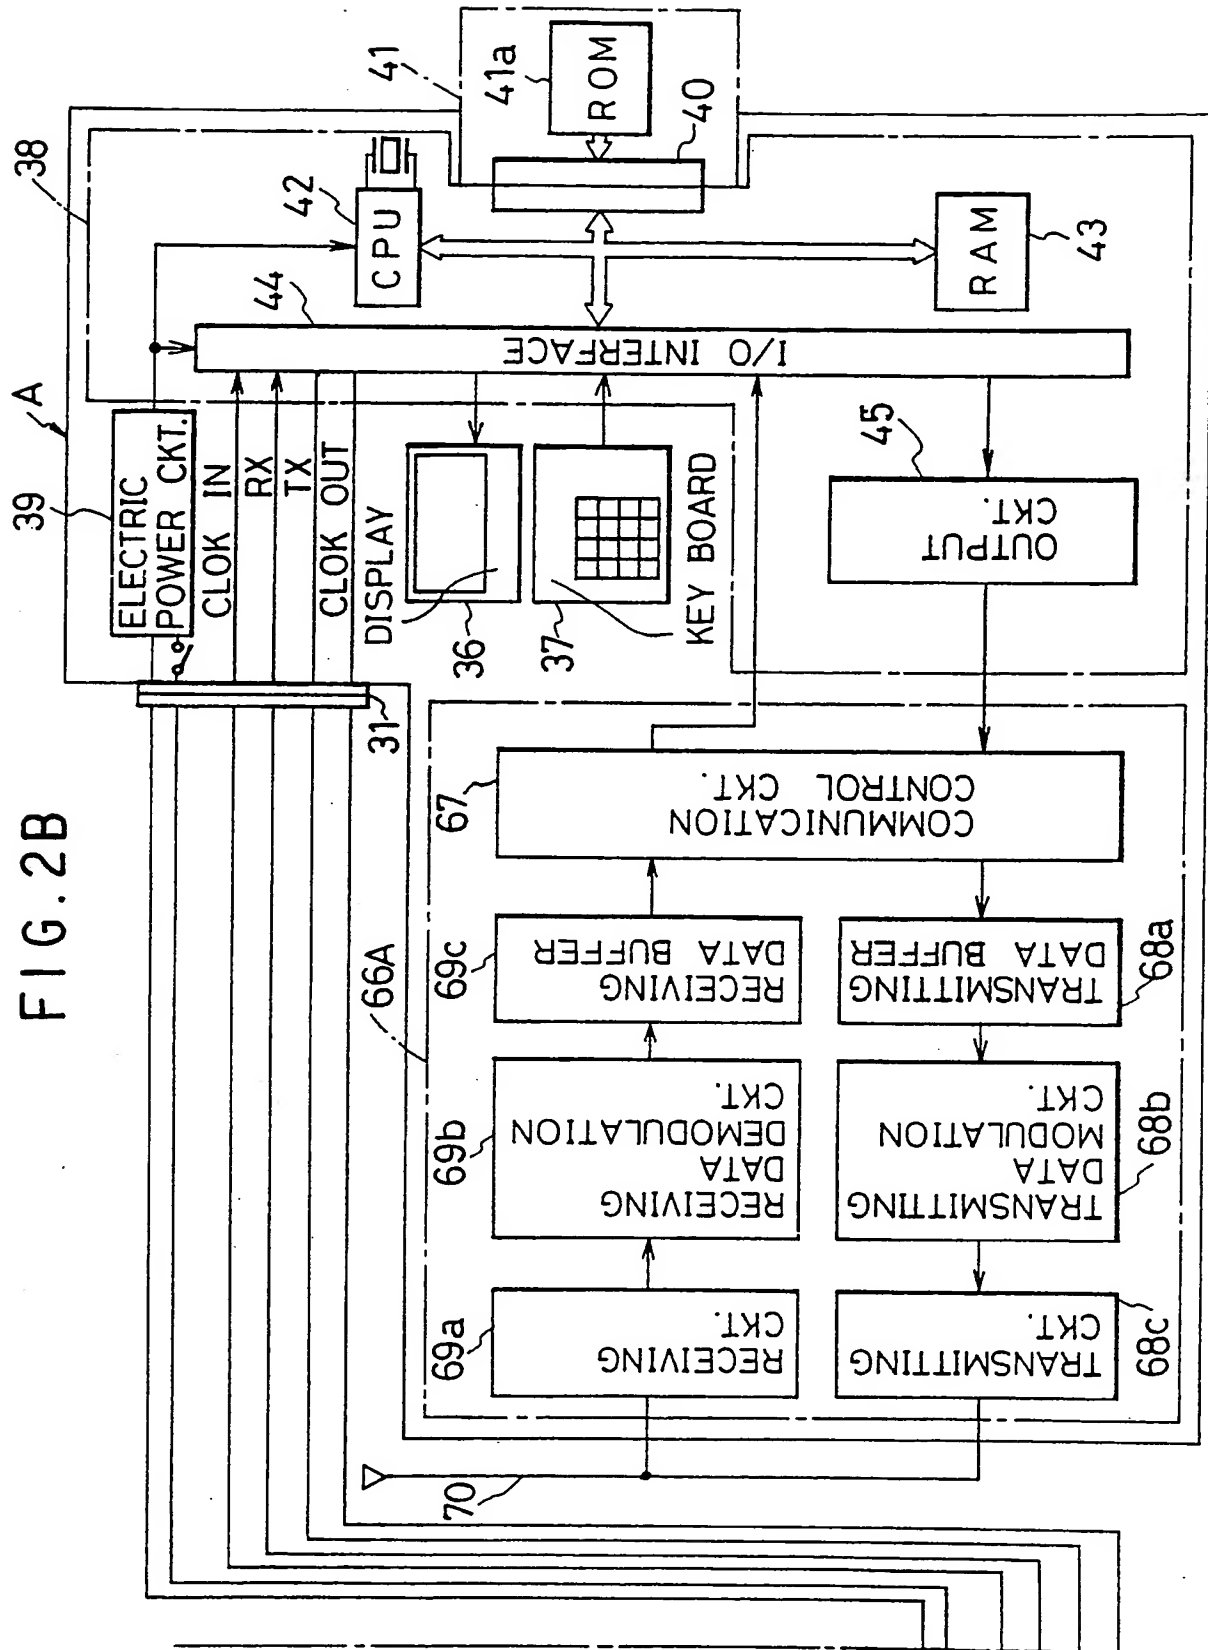 FIG. 2B
A
38
39
ELECTRIC
POWER CKT.
CLOK IN
RX
TX
CLOK OUT
31
44
I/O INTERFACE
42
CPU
41
41a
ROM
40
RAM
43
DISPLAY
36
37
KEY BOARD
45
OUTPUT
CKT.
66A
67
COMMUNICATION
CONTROL CKT.
69c
RECEIVING
DATA BUFFER
69b
RECEIVING
DATA
DEMODULATION
CKT.
69a
RECEIVING
CKT.
TRANSMITTING
DATA BUFFER
68a
TRANSMITTING
DATA
MODULATION
CKT.
68b
TRANSMITTING
CKT.
68c
70